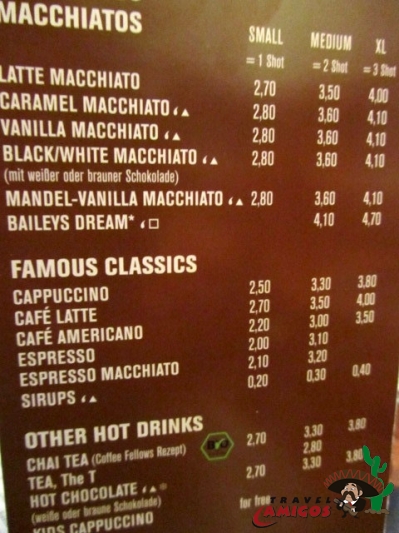 MACCHIATOS
SMALL MEDIUM XL
= 1 Shot = 2 Shot = 3 Shot
LATTE MACCHIATO 2,70 3,50 4,00
CARAMEL MACCHIATO 2,80 3,60 4,10
VANILLA MACCHIATO 2,80 3,60 4,10
BLACK/WHITE MACCHIATO 2,80 3,60 4,10
(mit weißer oder brauner Schokolade)
MANDEL-VANILLA MACCHIATO 2,80 3,60 4,10
BAILEYS DREAM* 4,10 4,70
FAMOUS CLASSICS
CAPPUCCINO 2,50 3,30 3,80
CAFÉ LATTE 2,70 3,50 4,00
CAFÉ AMERICANO 2,20 3,00 3,50
ESPRESSO 2,00 3,10
ESPRESSO MACCHIATO 2,10 3,20
SIRUPS 0,20 0,30 0,40
OTHER HOT DRINKS
CHAI TEA (Coffee Fellows Rezept) Bio 2,70 3,30 3,80
TEA, The T 2,80
HOT CHOCOLATE 2,70 3,30 3,80
(weiße oder braune Schokolade)
KIDS CAPPUCCINO for free
TRAVEL
CAMIGOS